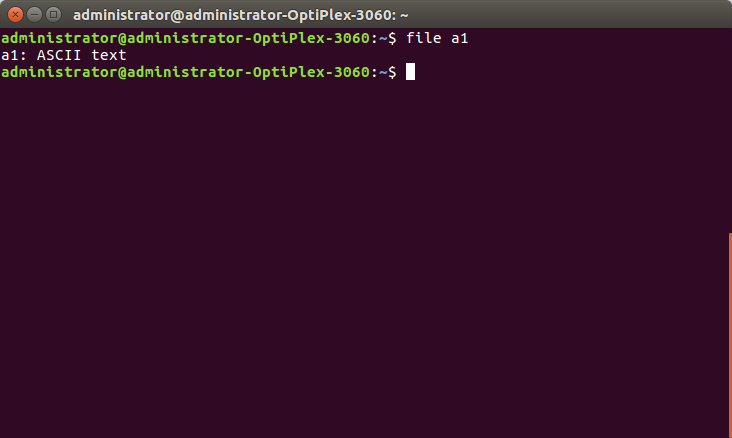 administrator@administrator-OptiPlex-3060: ~
administrator@administrator-OptiPlex-3060:~$ file a1
a1: ASCII text
administrator@administrator-OptiPlex-3060:~$